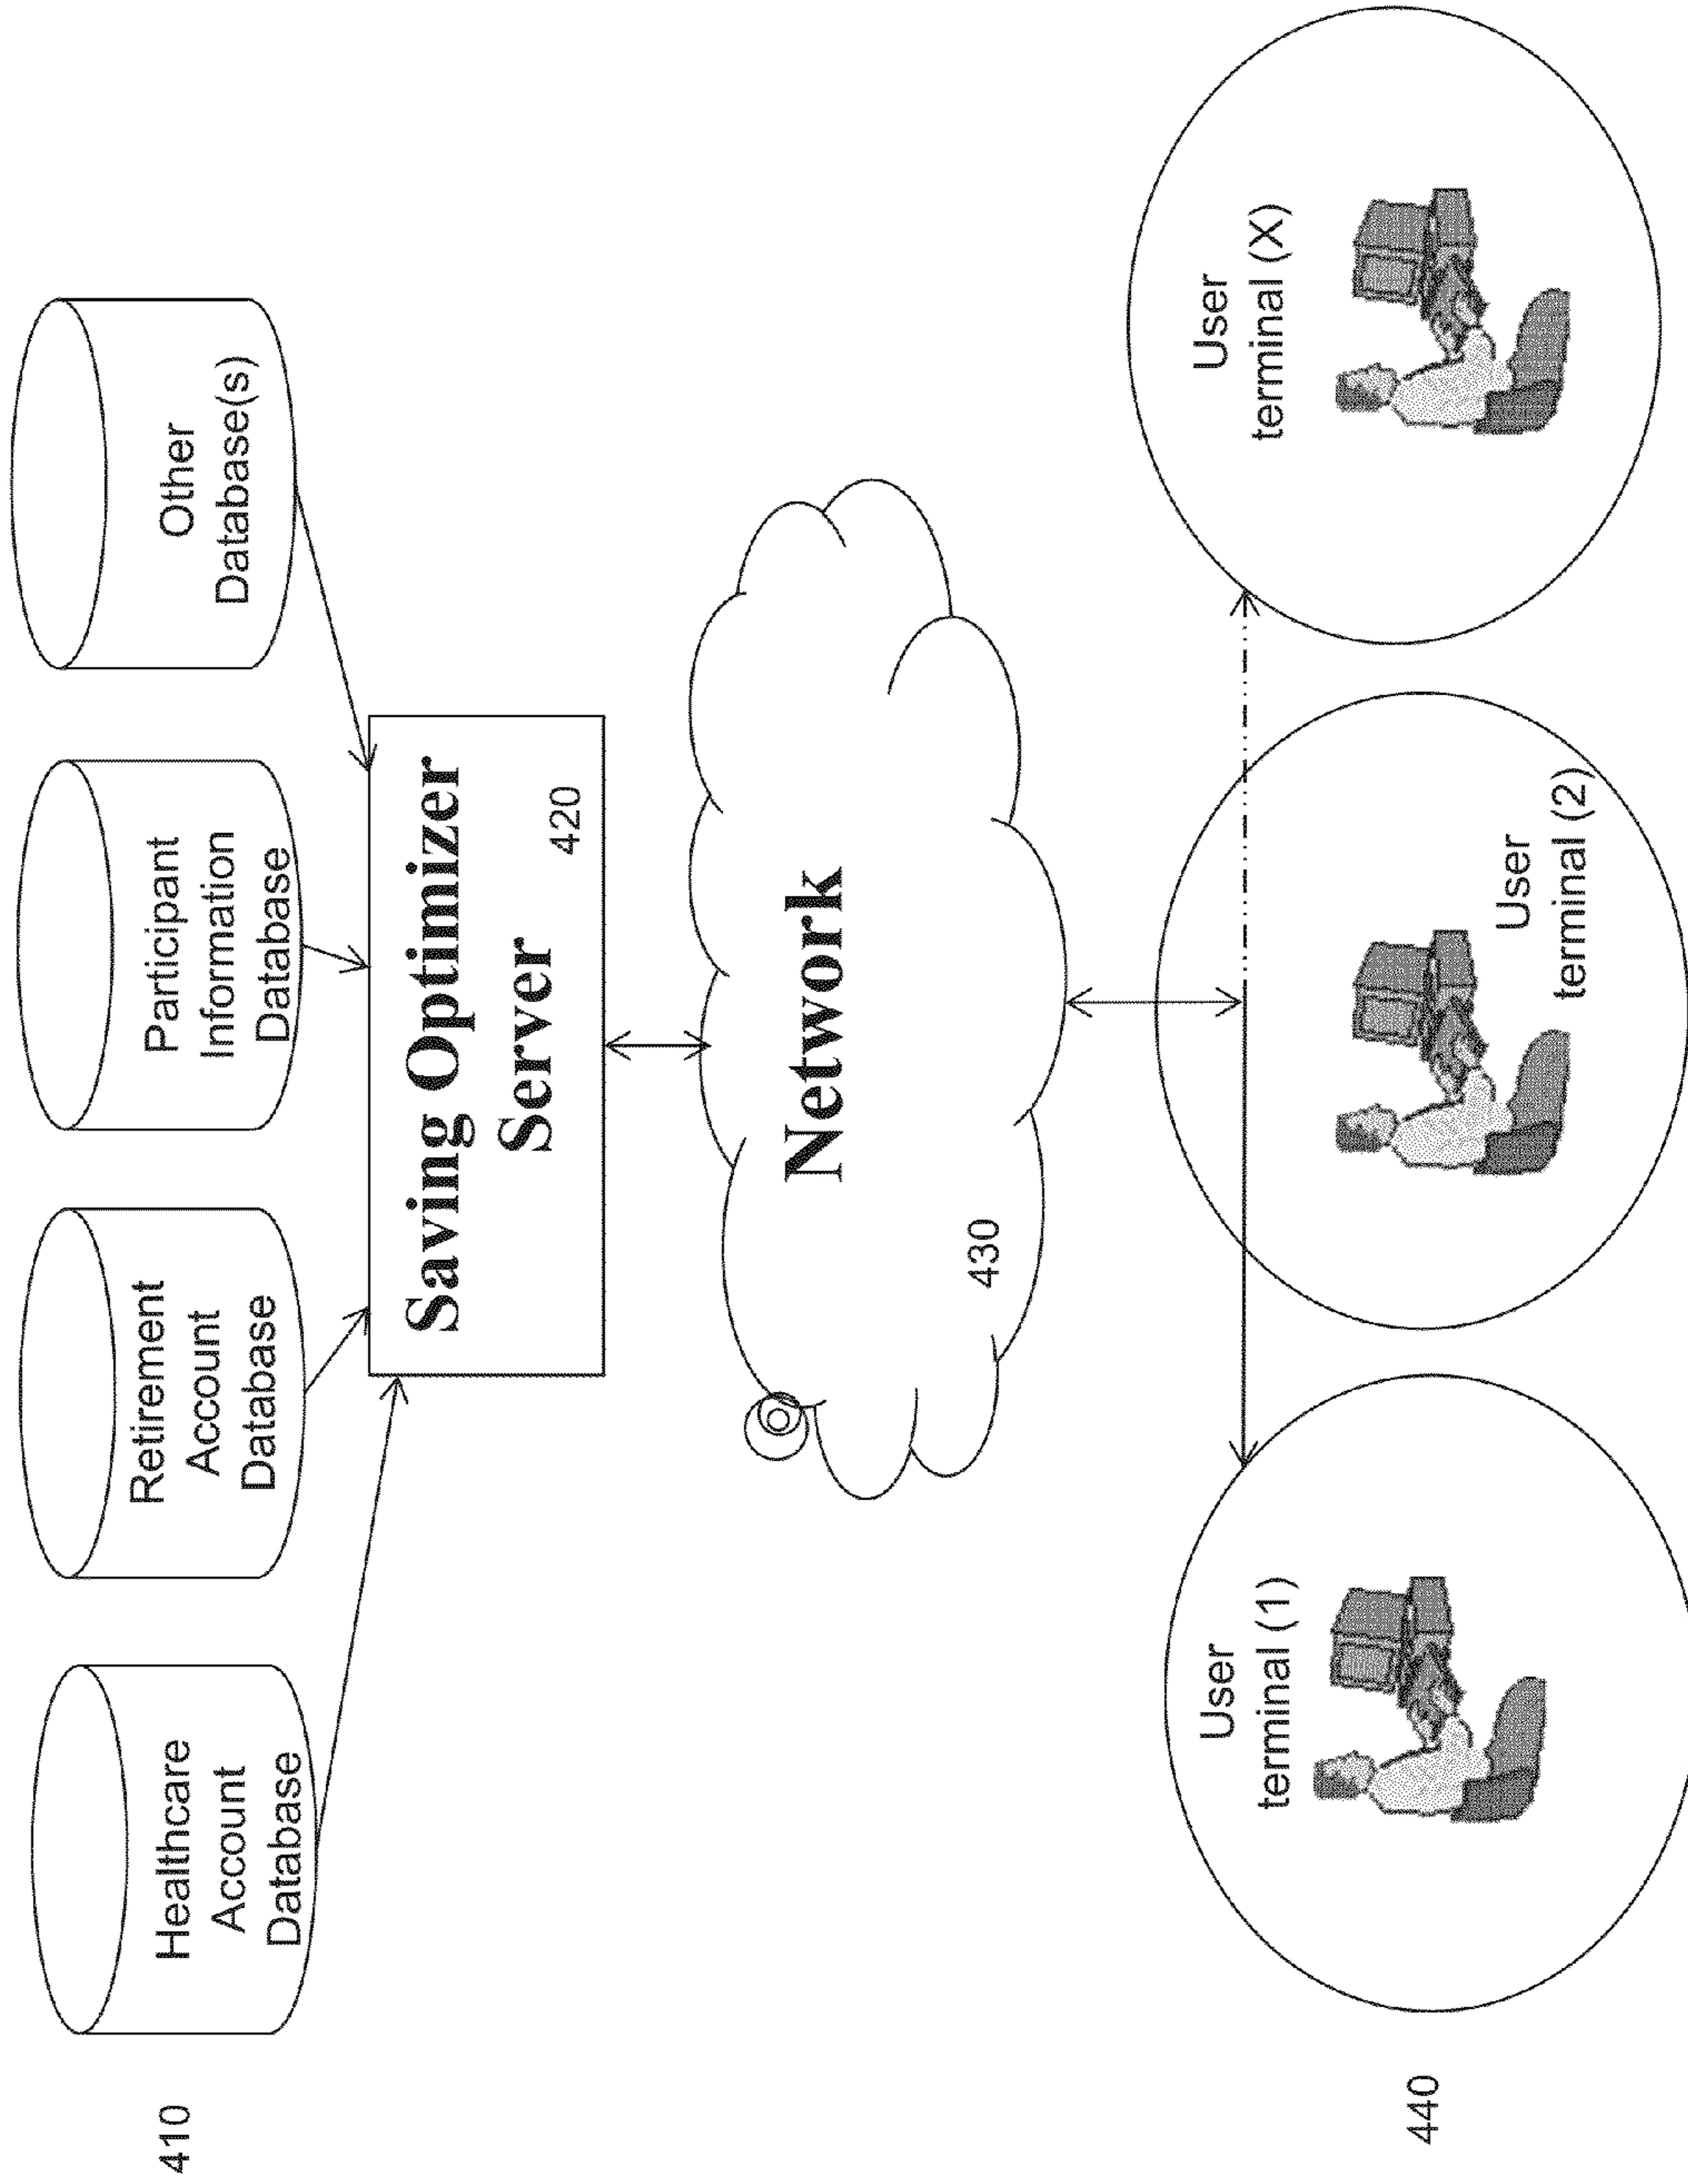 410
Healthcare
Account
Database
Retirement
Account
Database
Participant
Information
Database
Other
Database(s)
Saving Optimizer
Server
420
Network
430
440
User
terminal (1)
User
terminal (2)
User
terminal (X)